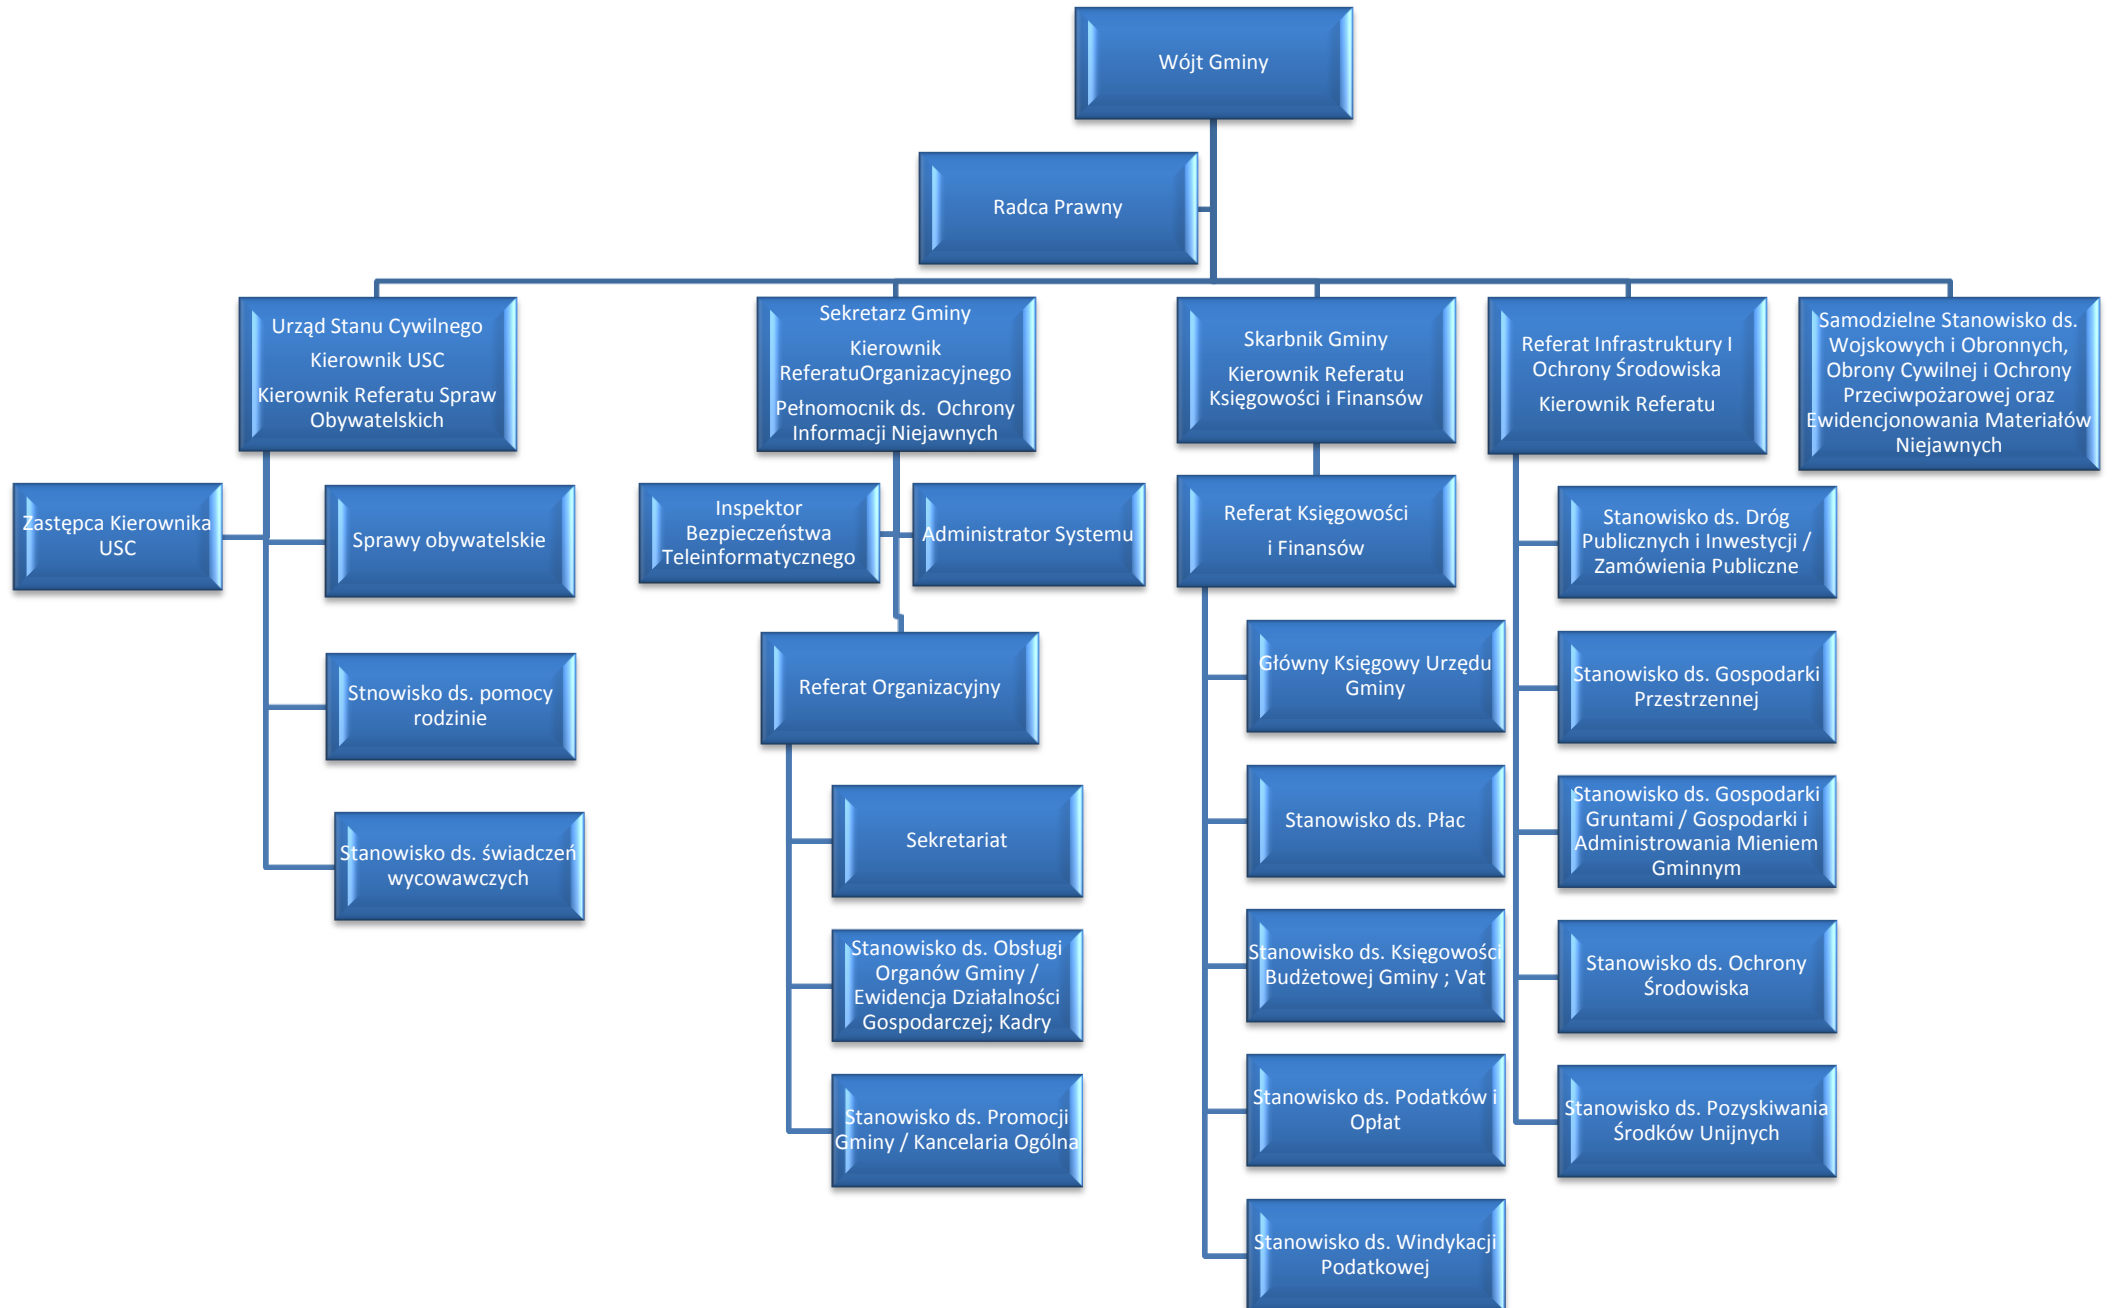 Wójt Gminy
Radca Prawny
Urząd Stanu Cywilnego
Kierownik USC
Kierownik Referatu Spraw
Obywatelskich
Sekretarz Gminy
Kierownik
ReferatuOrganizacyjnego
Pełnomocnik ds. Ochrony
Informacji Niejawnych
Skarbnik Gminy
Kierownik Referatu
Księgowości i Finansów
Referat Infrastruktury I
Ochrony Środowiska
Kierownik Referatu
Samodzielne Stanowisko ds.
Wojskowych i Obronnych,
Obrony Cywilnej i Ochrony
Przeciwpożarowej oraz
Ewidencjonowania Materiałów
Niejawnych
Zastępca Kierownika
USC
Sprawy obywatelskie
Stnowisko ds. pomocy
rodzinie
Stanowisko ds. świadczeń
wycowawczych
Inspektor
Bezpieczeństwa
Teleinformatycznego
Administrator Systemu
Referat Organizacyjny
Sekretariat
Stanowisko ds. Obsługi
Organów Gminy /
Ewidencja Działalności
Gospodarczej; Kadry
Stanowisko ds. Promocji
Gminy / Kancelaria Ogólna
Referat Księgowości
i Finansów
Główny Księgowy Urzędu
Gminy
Stanowisko ds. Płac
Stanowisko ds. Księgowości
Budżetowej Gminy ; Vat
Stanowisko ds. Podatków i
Opłat
Stanowisko ds. Windykacji
Podatkowej
Stanowisko ds. Dróg
Publicznych i Inwestycji /
Zamówienia Publiczne
Stanowisko ds. Gospodarki
Przestrzennej
Stanowisko ds. Gospodarki
Gruntami / Gospodarki i
Administrowania Mieniem
Gminnym
Stanowisko ds. Ochrony
Środowiska
Stanowisko ds. Pozyskiwania
Środków Unijnych